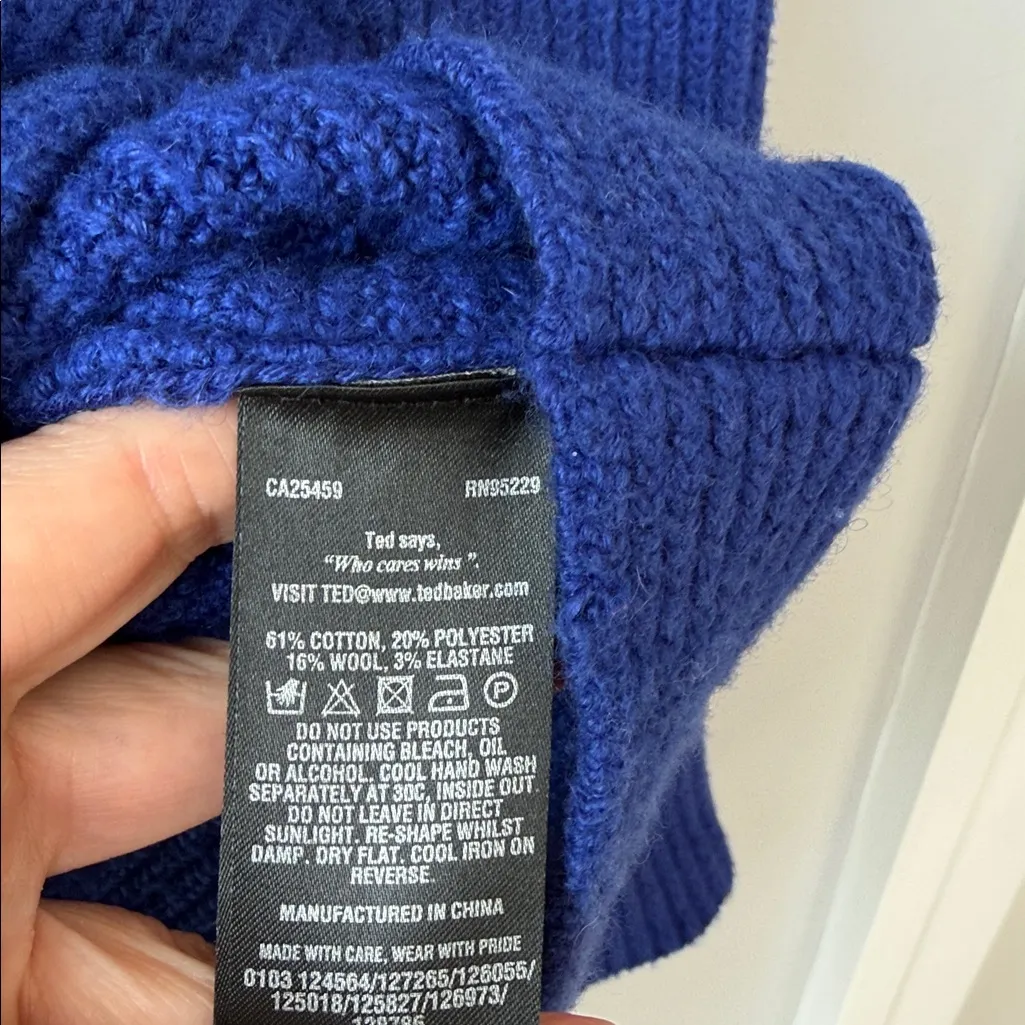 CA25459 RN95229
Ted says,
"Who cares wins".
VISIT TED@www.tedbaker.com
61% COTTON, 20% POLYESTER
16% WOOL, 3% ELASTANE
P
DO NOT USE PRODUCTS
CONTAINING BLEACH, OIL
OR ALCOHOL. COOL HAND WASH
SEPARATELY AT 30C, INSIDE OUT.
DO NOT LEAVE IN DIRECT
SUNLIGHT. RE-SHAPE WHILST
DAMP. DRY FLAT. COOL IRON ON
REVERSE.
MANUFACTURED IN CHINA
MADE WITH CARE, WEAR WITH PRIDE
0103 124564/127265/126055/
125018/125827/126973/